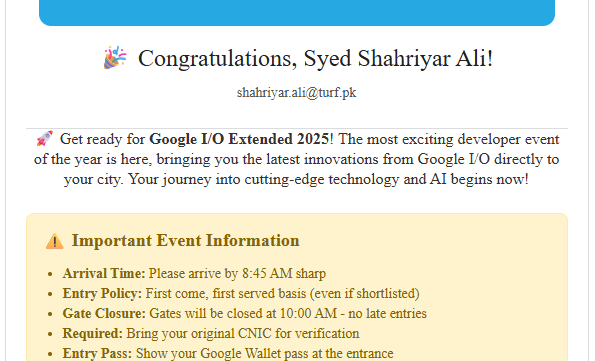 🎉 Congratulations, Syed Shahriyar Ali!
shahriyar.ali@turf.pk
🚀 Get ready for Google I/O Extended 2025! The most exciting developer event
of the year is here, bringing you the latest innovations from Google I/O directly to
your city. Your journey into cutting-edge technology and AI begins now!
⚠️ Important Event Information
• Arrival Time: Please arrive by 8:45 AM sharp
• Entry Policy: First come, first served basis (even if shortlisted)
• Gate Closure: Gates will be closed at 10:00 AM - no late entries
• Required: Bring your original CNIC for verification
• Entry Pass: Show your Google Wallet pass at the entrance